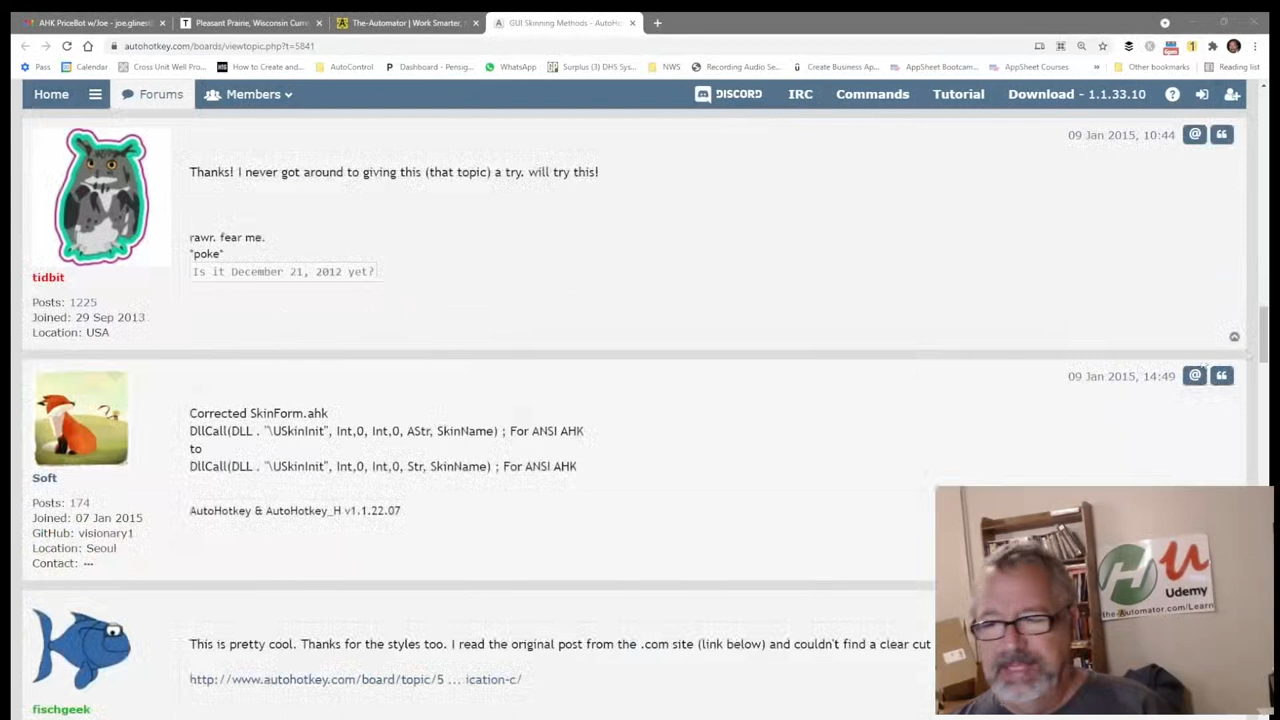 AHK PriceBot w/Joe - joe.glines
Pleasant Prairie, Wisconsin Curre
The-Automator | Work Smarter,
GUI Skinning Methods - AutoHo
autohotkey.com/boards/viewtopic.php?t=5841
Pass
Calendar
Cross Unit Well Pro...
How to Create and...
AutoControl
Dashboard - Pensig...
WhatsApp
Surplus (3) DHS Sys...
NWS
Recording Audio Se...
Create Business Ap...
AppSheet Bootcam...
AppSheet Courses
»
Other bookmarks
Reading list
Home
Forums
Members
DISCORD
IRC
Commands
Tutorial
Download - 1.1.33.10
09 Jan 2015, 10:44
Thanks! I never got around to giving this (that topic) a try. will try this!
rawr. fear me.
*poke*
Is it December 21, 2012 yet?
tidbit
Posts: 1225
Joined: 29 Sep 2013
Location: USA
09 Jan 2015, 14:49
Corrected SkinForm.ahk
DllCall(DLL . "\USkinInit", Int,0, Int,0, AStr, SkinName) ; For ANSI AHK
to
DllCall(DLL . "\USkinInit", Int,0, Int,0, Str, SkinName) ; For ANSI AHK
AutoHotkey & AutoHotkey_H v1.1.22.07
Soft
Posts: 174
Joined: 07 Jan 2015
GitHub: visionary1
Location: Seoul
Contact: •••
This is pretty cool. Thanks for the styles too. I read the original post from the .com site (link below) and couldn't find a clear cut
http://www.autohotkey.com/board/topic/5 ... ication-c/
fischgeek
H
u
Udemy
the-Automator.com/Learn